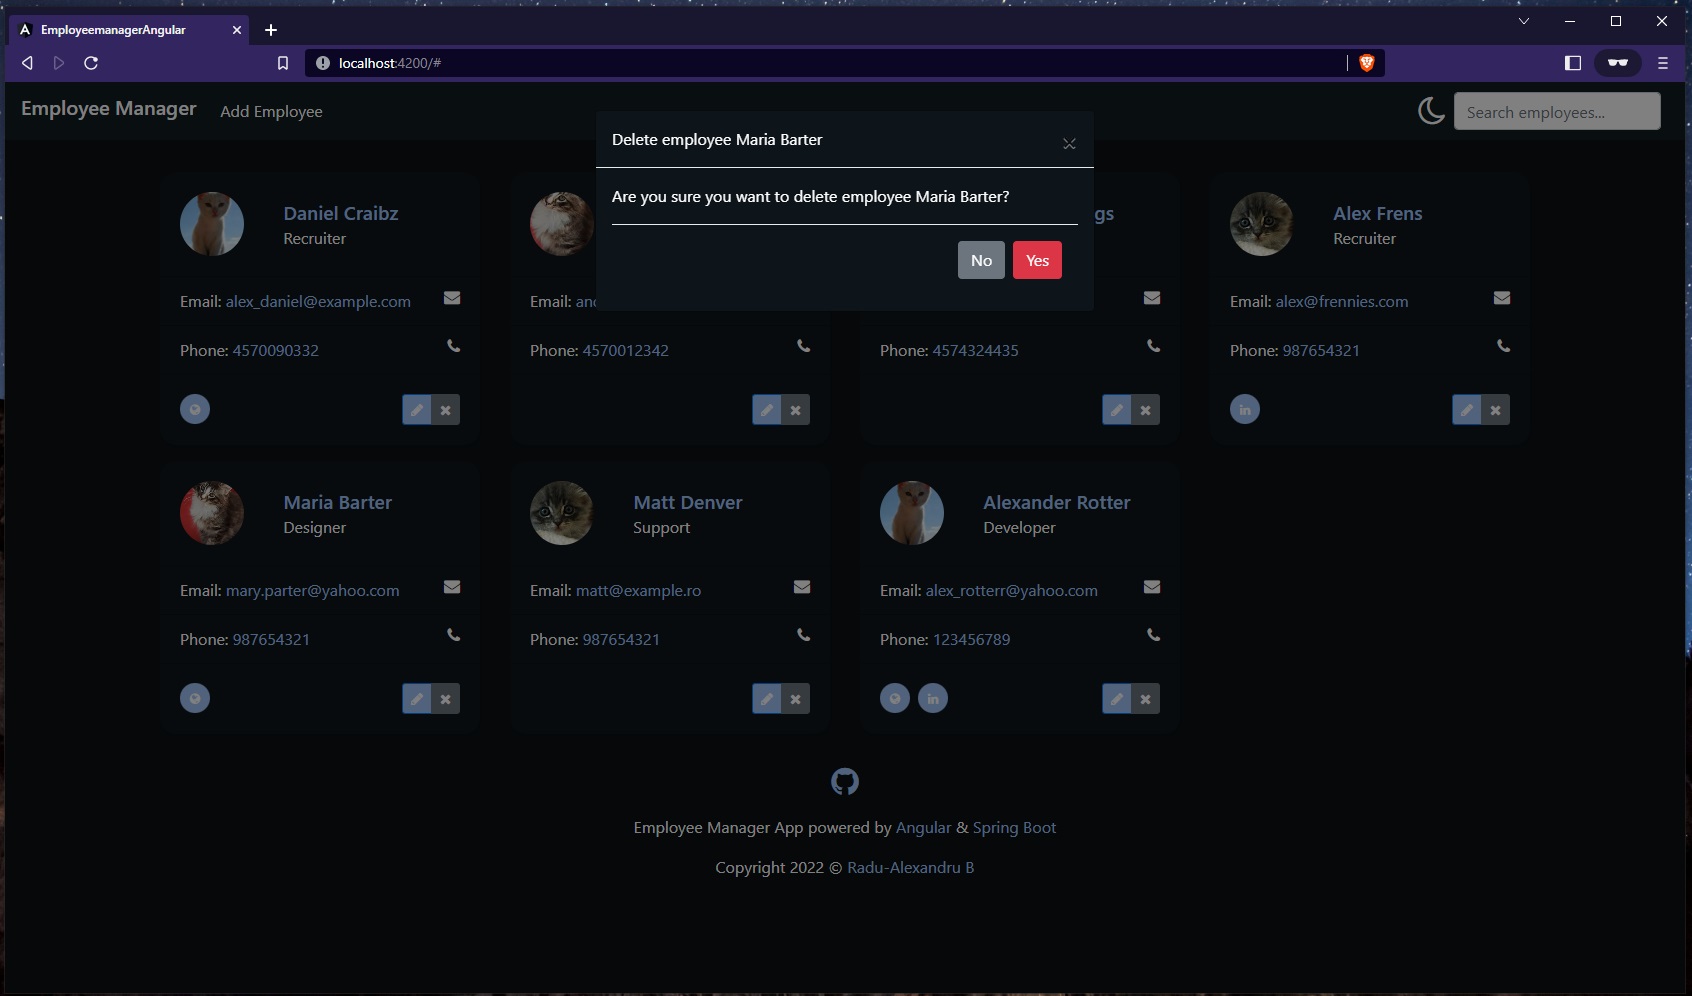 EmployeemanagerAngular
localhost:4200/#
Employee Manager
Add Employee
Search employees...
Delete employee Maria Barter
Are you sure you want to delete employee Maria Barter?
No
Yes
Daniel Craibz
Recruiter
Email: alex_daniel@example.com
Phone: 4570090332
Email:
Phone: 4570012342
Phone: 4574324435
Alex Frens
Recruiter
Email: alex@frennies.com
Phone: 987654321
in
Maria Barter
Designer
Email: mary.parter@yahoo.com
Phone: 987654321
Matt Denver
Support
Email: matt@example.ro
Phone: 987654321
Alexander Rotter
Developer
Email: alex_rotterr@yahoo.com
Phone: 123456789
in
Employee Manager App powered by Angular & Spring Boot
Copyright 2022 © Radu-Alexandru B